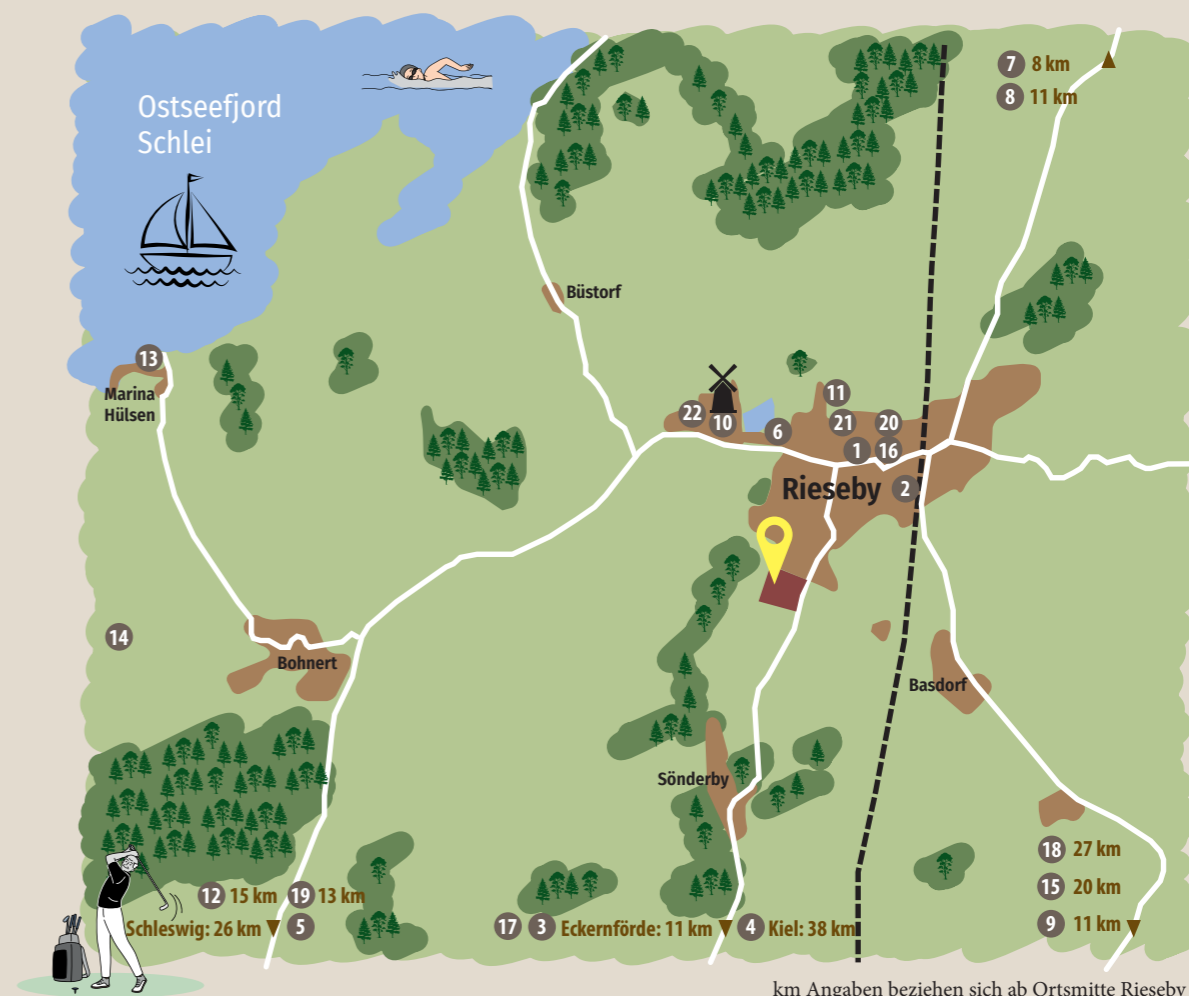 Ostseefjord
Schlei
7 8 km
8 11 km
Büstorf
13
Marina
Hülsen
11
22 10 6 21 20
1 16
Rieseby 2
14
Bohnert
Basdorf
Sönderby
18 27 km
15 20 km
9 11 km
12 15 km 19 13 km
Schleswig: 26 km 5
17 3 Eckernförde: 11 km 4 Kiel: 38 km
km Angaben beziehen sich ab Ortsmitte Rieseby